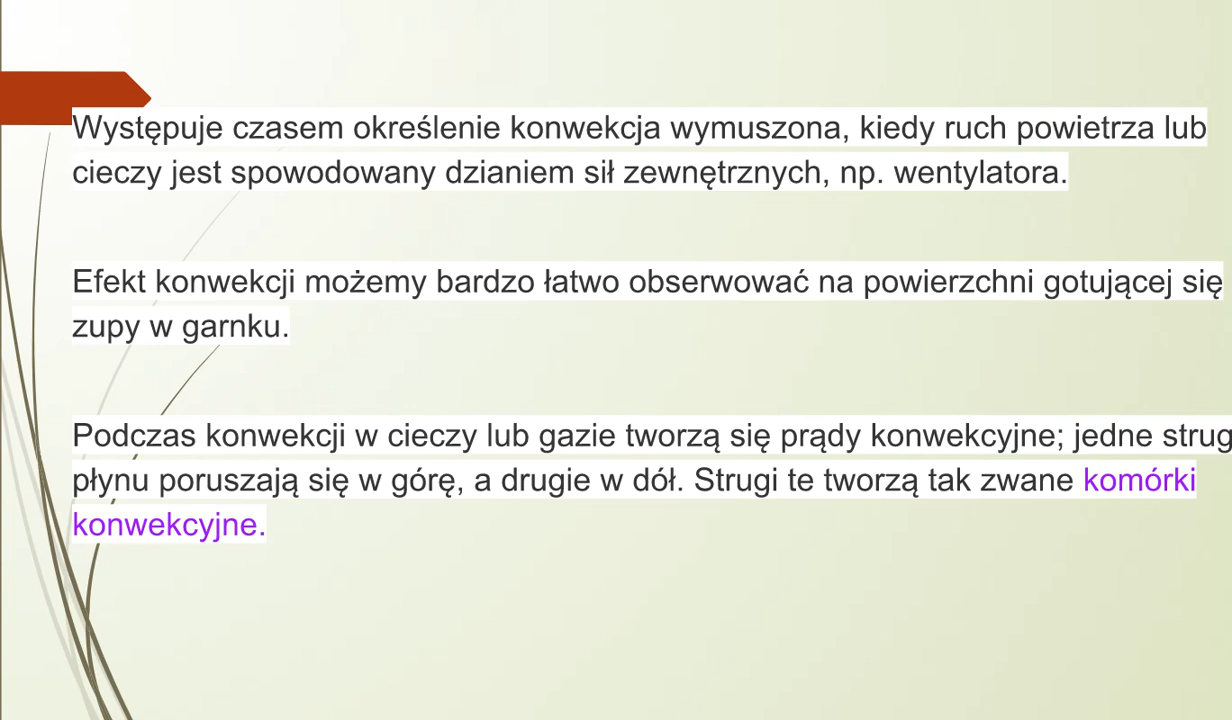 Występuje czasem określenie konwekcja wymuszona, kiedy ruch powietrza lub
cieczy jest spowodowany dzianiem sił zewnętrznych, np. wentylatora.
Efekt konwekcji możemy bardzo łatwo obserwować na powierzchni gotującej się
zupy w garnku.
Podczas konwekcji w cieczy lub gazie tworzą się prądy konwekcyjne; jedne strug
płynu poruszają się w górę, a drugie w dół. Strugi te tworzą tak zwane komórki
konwekcyjne.